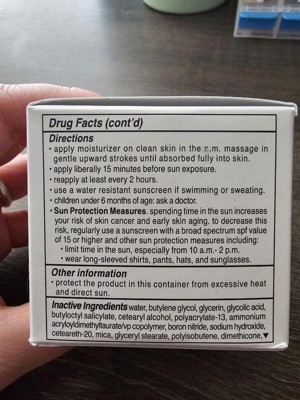 Drug Facts (cont'd)
Directions
• apply moisturizer on clean skin in the a.m. massage in
gentle upward strokes until absorbed fully into skin.
• apply liberally 15 minutes before sun exposure.
• reapply at least every 2 hours.
• use a water resistant sunscreen if swimming or sweating.
• children under 6 months of age: ask a doctor.
• Sun Protection Measures. spending time in the sun increases
your risk of skin cancer and early skin aging. to decrease this
risk, regularly use a sunscreen with a broad spectrum spf value
of 15 or higher and other sun protection measures including:
• limit time in the sun, especially from 10 a.m.- 2 p.m.
• wear long-sleeved shirts, pants, hats, and sunglasses.
Other information
• protect the product in this container from excessive heat
and direct sun.
Inactive Ingredients water, butylene glycol, glycerin, glycolic acid,
butyloctyl salicylate, cetearyl alcohol, polyacrylate-13, ammonium
acryloyldimethyltaurate/vp copolymer, boron nitride, sodium hydroxide,
ceteareth-20, mica, glyceryl stearate, polyisobutene, dimethicone,▼